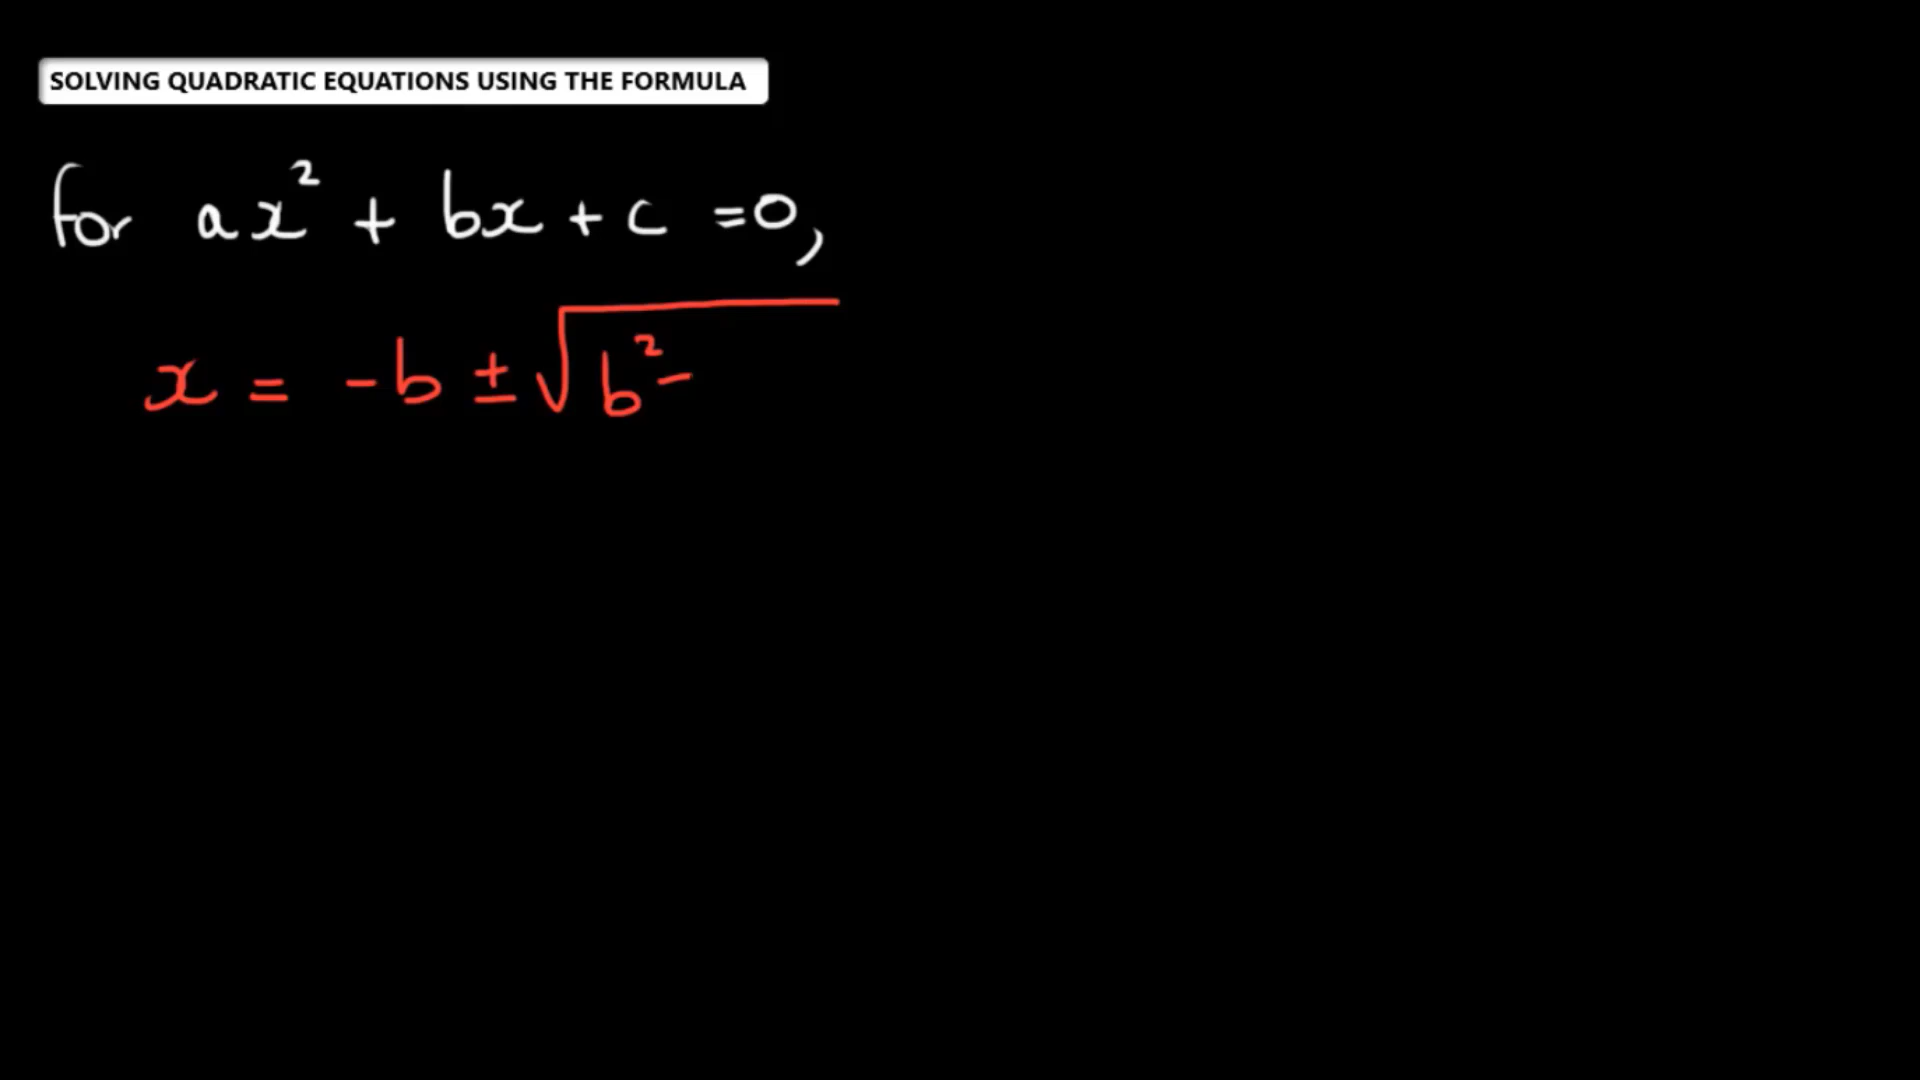 SOLVING QUADRATIC EQUATIONS USING THE FORMULA
for ax² + bx + c = 0,
x = -b ± √b² -